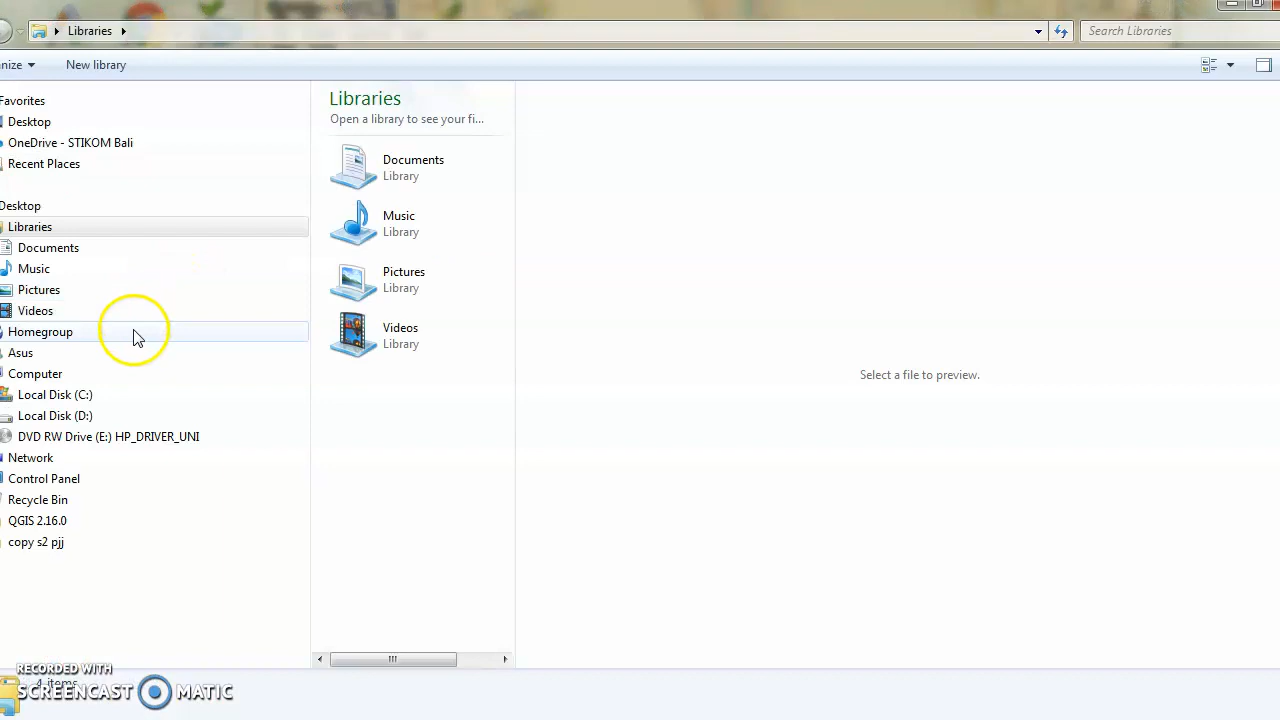 Libraries
Search Libraries
nize
New library
Favorites
Desktop
OneDrive - STIKOM Bali
Recent Places
Desktop
Libraries
Documents
Music
Pictures
Videos
Homegroup
Asus
Computer
Local Disk (C:)
Local Disk (D:)
DVD RW Drive (E:) HP_DRIVER_UNI
Network
Control Panel
Recycle Bin
QGIS 2.16.0
copy s2 pjj
Libraries
Open a library to see your fi...
Documents
Library
Music
Library
Pictures
Library
Videos
Library
Select a file to preview.
4 items
RECORDED WITH
SCREENCAST MATIC